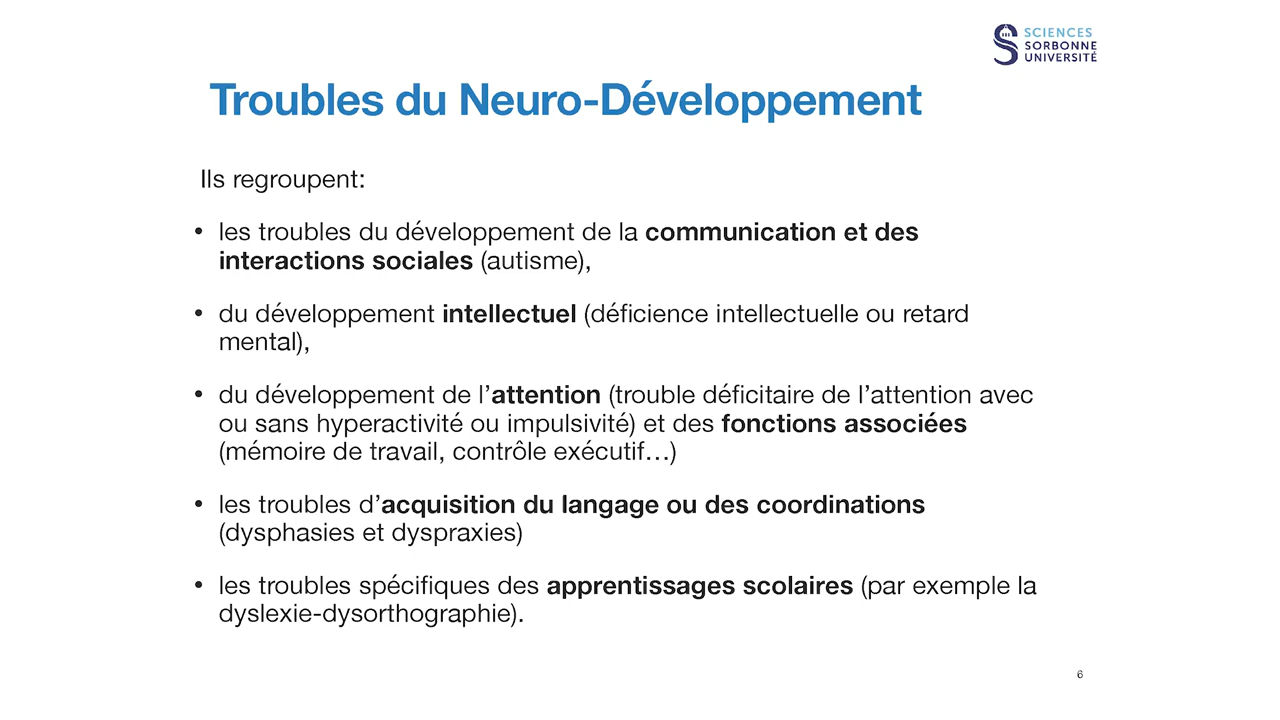 SCIENCES
SORBONNE
UNIVERSITÉ
Troubles du Neuro-Développement
Ils regroupent:
• les troubles du développement de la communication et des
interactions sociales (autisme),
• du développement intellectuel (déficience intellectuelle ou retard
mental),
• du développement de l’attention (trouble déficitaire de l’attention avec
ou sans hyperactivité ou impulsivité) et des fonctions associées
(mémoire de travail, contrôle exécutif…)
• les troubles d’acquisition du langage ou des coordinations
(dysphasies et dyspraxies)
• les troubles spécifiques des apprentissages scolaires (par exemple la
dyslexie-dysorthographie).
6